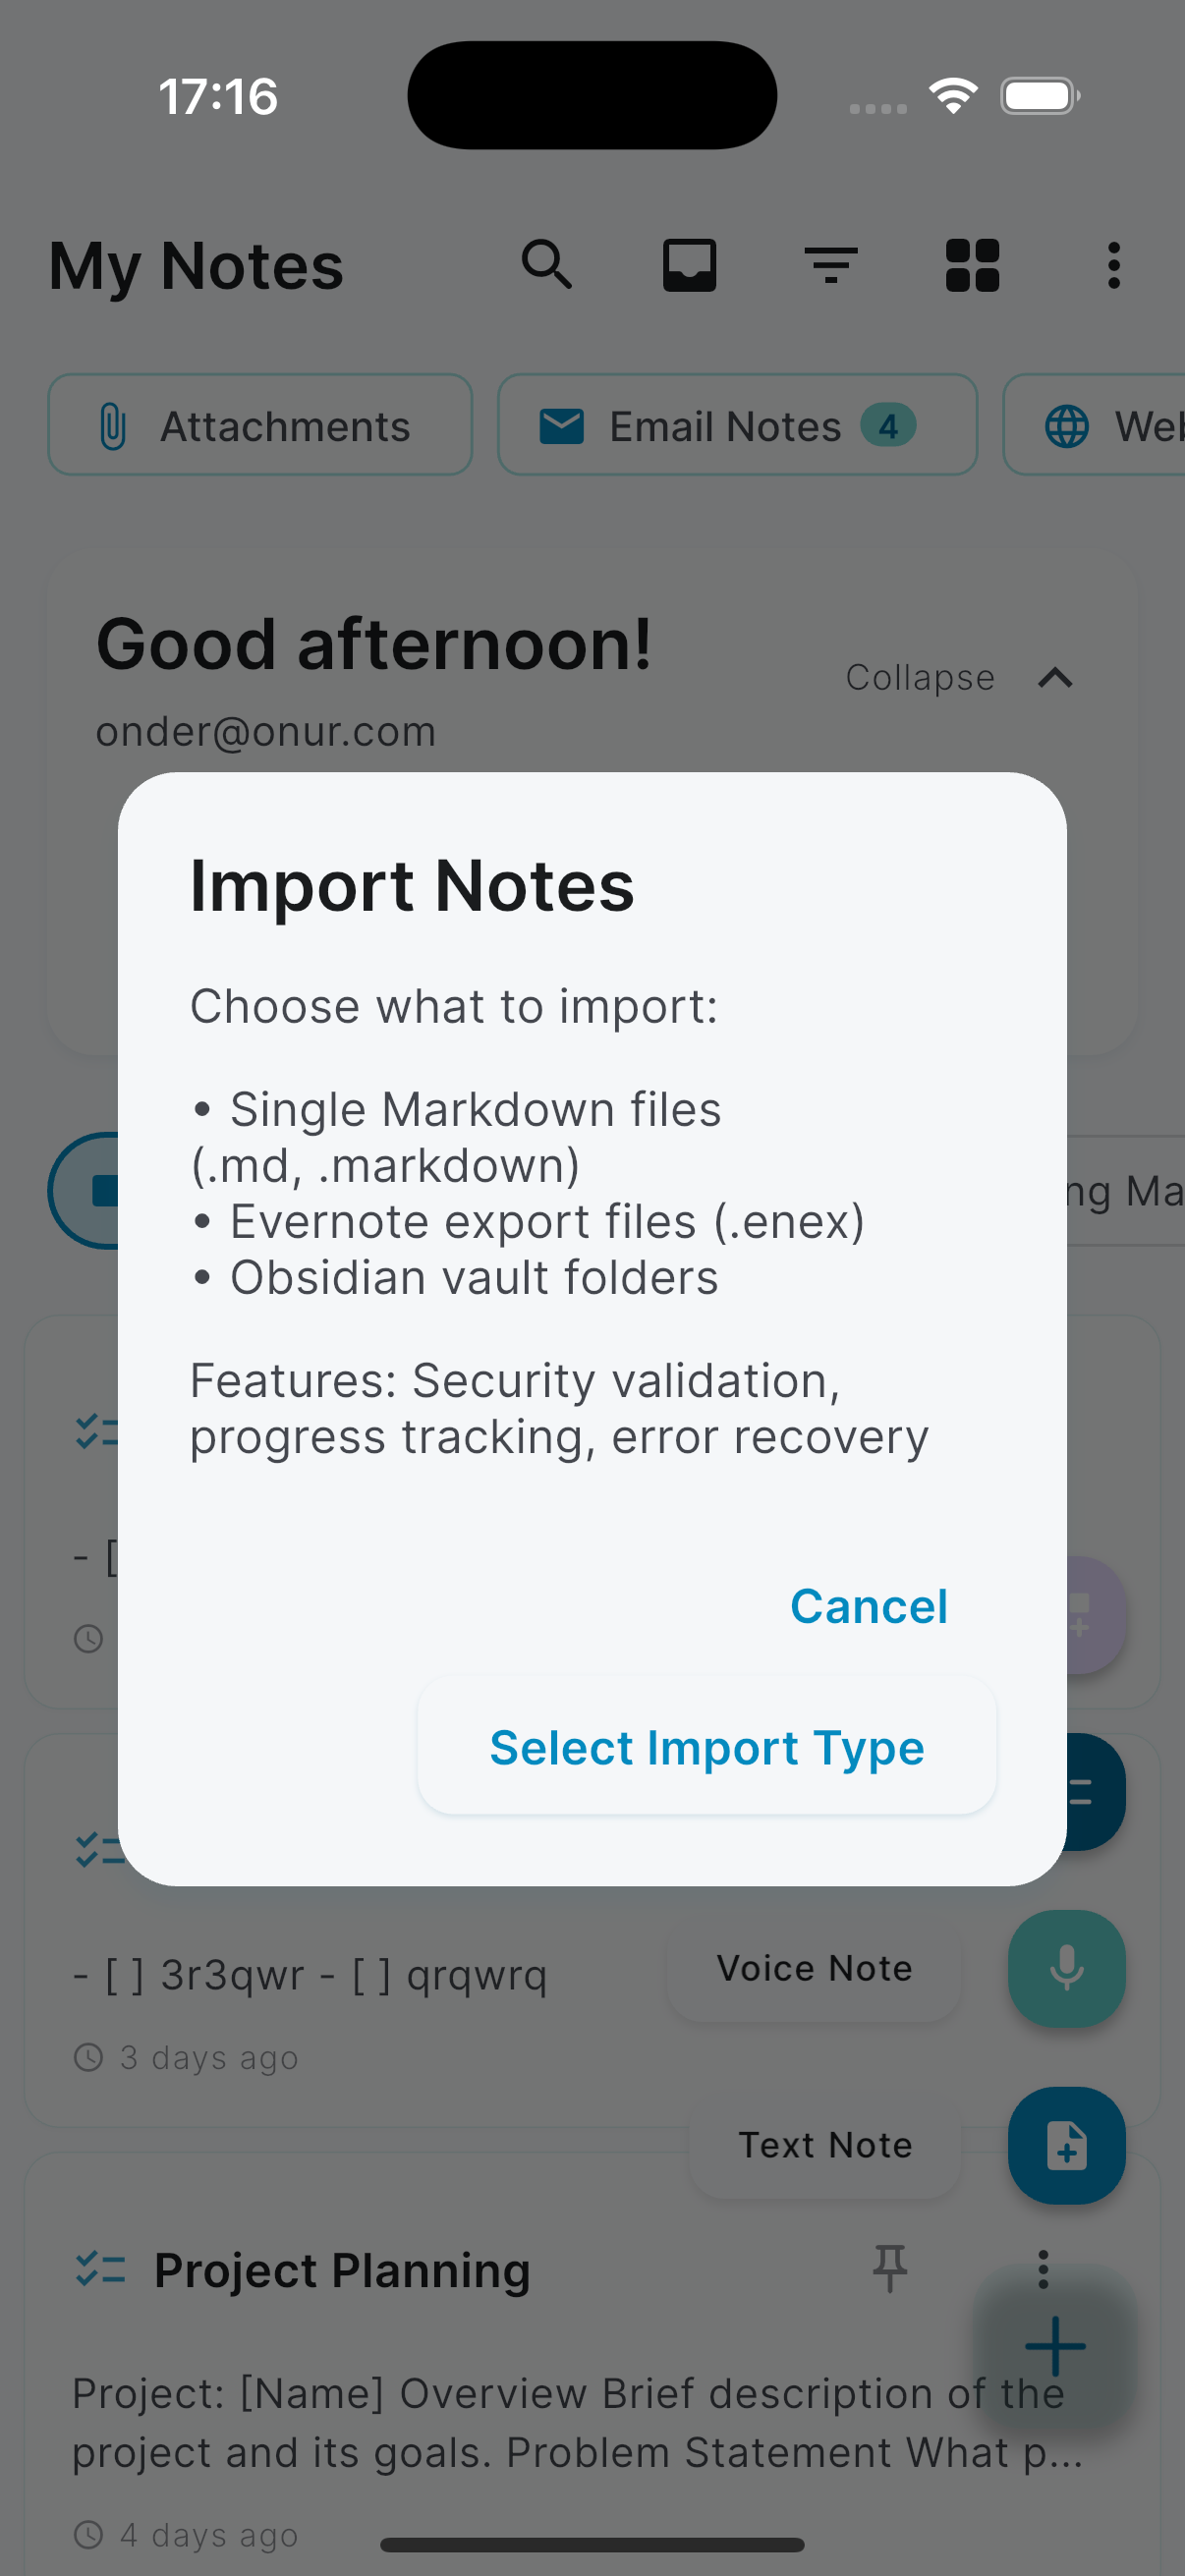 17:16
My Notes
Attachments
Email Notes 4
Good afternoon!
Collapse
onder@onur.com
Import Notes
Choose what to import:
• Single Markdown files
(.md, .markdown)
• Evernote export files (.enex)
• Obsidian vault folders
Features: Security validation,
progress tracking, error recovery
Cancel
Select Import Type
- [ ] 3r3qwr - [ ] qrqwrq
Voice Note
3 days ago
Text Note
Project Planning
Project: [Name] Overview Brief description of the
project and its goals. Problem Statement What p...
4 days ago